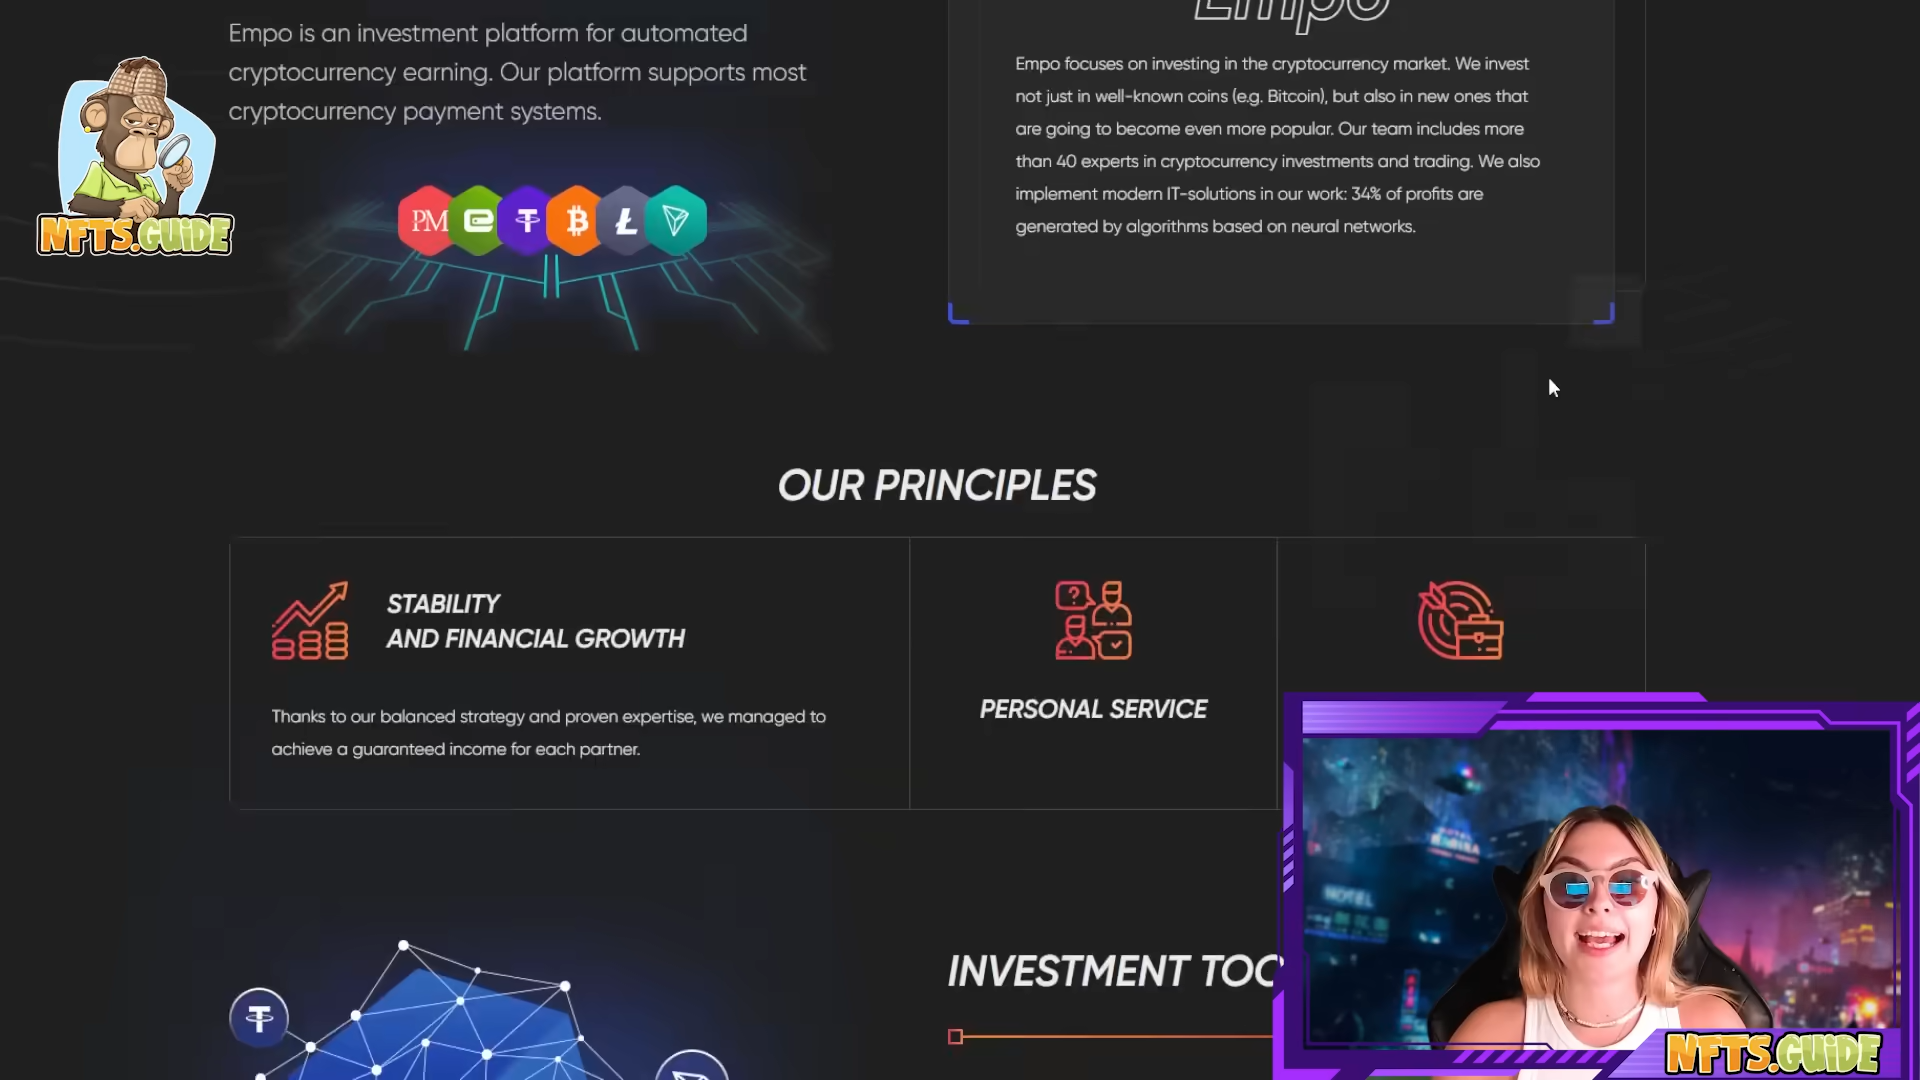 Empo is an investment platform for automated
cryptocurrency earning. Our platform supports most
cryptocurrency payment systems.
NFTS.GUiDE
PM
Empo
Empo focuses on investing in the cryptocurrency market. We invest
not just in well-known coins (e.g. Bitcoin), but also in new ones that
are going to become even more popular. Our team includes more
than 40 experts in cryptocurrency investments and trading. We also
implement modern IT-solutions in our work: 34% of profits are
generated by algorithms based on neural networks.
OUR PRINCIPLES
STABILITY
AND FINANCIAL GROWTH
Thanks to our balanced strategy and proven expertise, we managed to
achieve a guaranteed income for each partner.
PERSONAL SERVICE
INVESTMENT TOO
HOTEL
NFTS.GUiDE